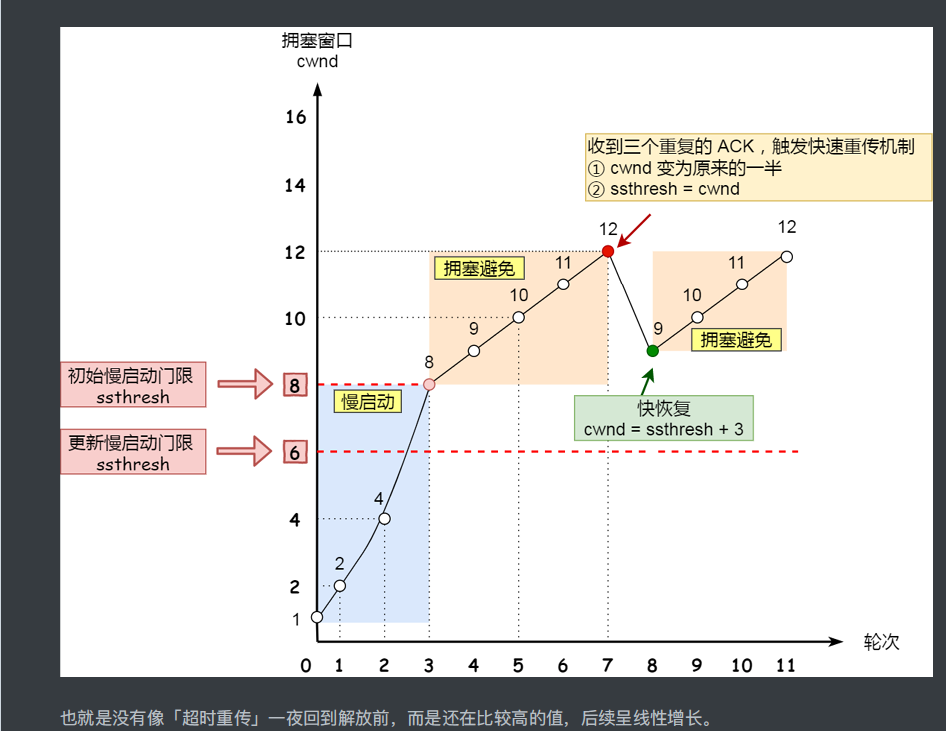 拥塞窗口
cwnd
16
14
12
10
8
6
4
2
1
收到三个重复的 ACK，触发快速重传机制
① cwnd 变为原来的一半
② ssthresh = cwnd
初始慢启动门限
ssthresh
更新慢启动门限
ssthresh
慢启动
2
4
8
拥塞避免
9
10
11
12
9
10
11
12
拥塞避免
快恢复
cwnd = ssthresh + 3
0 1 2 3 4 5 6 7 8 9 10 11
轮次
也就是没有像「超时重传」一夜回到解放前，而是还在比较高的值，后续呈线性增长。